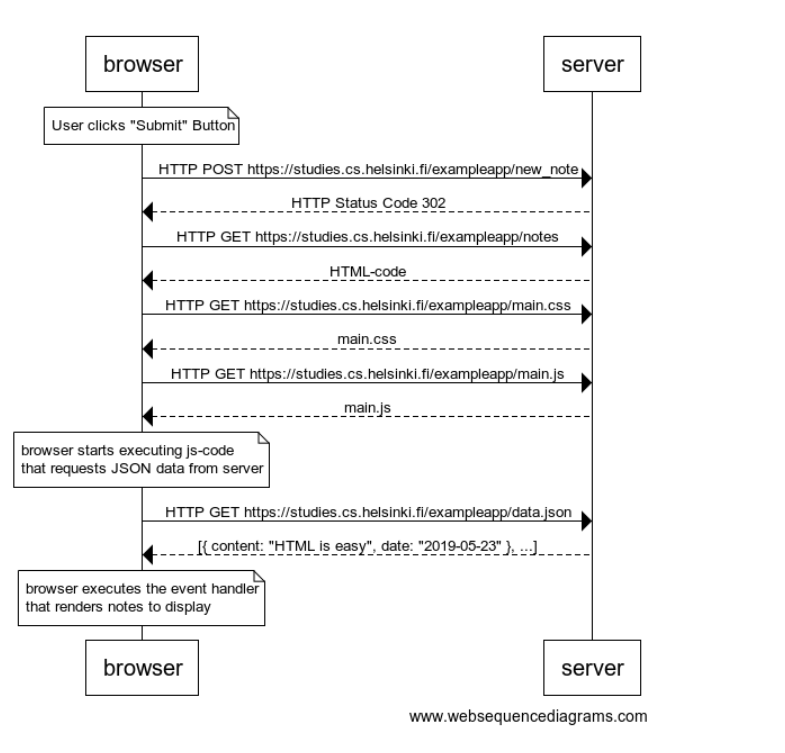 browser
server
User clicks "Submit" Button
HTTP POST https://studies.cs.helsinki.fi/exampleapp/new_note
HTTP Status Code 302
HTTP GET https://studies.cs.helsinki.fi/exampleapp/notes
HTML-code
HTTP GET https://studies.cs.helsinki.fi/exampleapp/main.css
main.css
HTTP GET https://studies.cs.helsinki.fi/exampleapp/main.js
main.js
browser starts executing js-code
that requests JSON data from server
HTTP GET https://studies.cs.helsinki.fi/exampleapp/data.json
[{ content: "HTML is easy", date: "2019-05-23" }, ...]
browser executes the event handler
that renders notes to display
browser
server
www.websequencediagrams.com